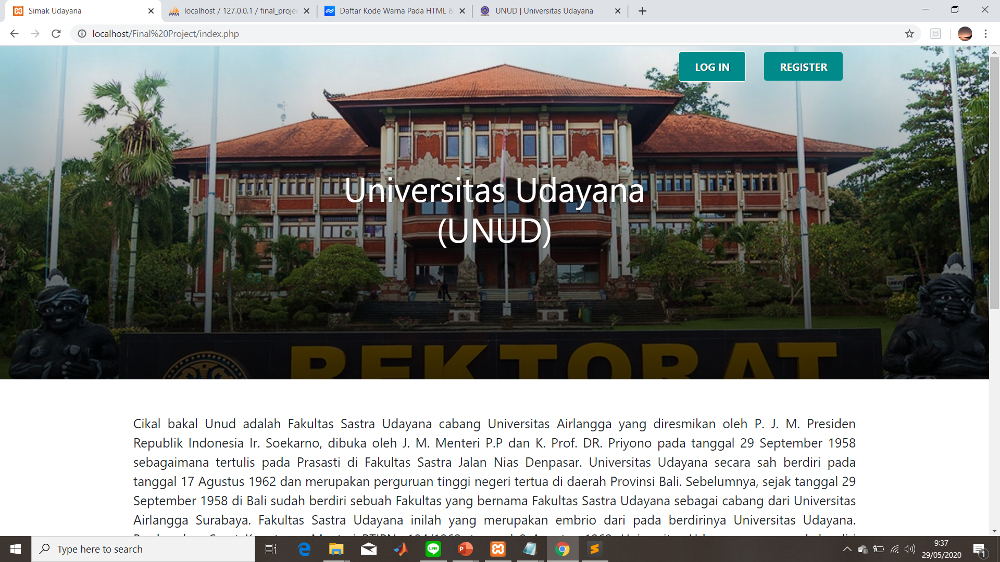 Simak Udayana
localhost / 127.0.0.1 / final_projec
Daftar Kode Warna Pada HTML &
UNUD | Universitas Udayana
localhost/Final%20Project/index.php
LOG IN
REGISTER
Universitas Udayana
(UNUD)
REKTORAT
Cikal bakal Unud adalah Fakultas Sastra Udayana cabang Universitas Airlangga yang diresmikan oleh P. J. M. Presiden
Republik Indonesia Ir. Soekarno, dibuka oleh J. M. Menteri P.P dan K. Prof. DR. Priyono pada tanggal 29 September 1958
sebagaimana tertulis pada Prasasti di Fakultas Sastra Jalan Nias Denpasar. Universitas Udayana secara sah berdiri pada
tanggal 17 Agustus 1962 dan merupakan perguruan tinggi negeri tertua di daerah Provinsi Bali. Sebelumnya, sejak tanggal 29
September 1958 di Bali sudah berdiri sebuah Fakultas yang bernama Fakultas Sastra Udayana sebagai cabang dari Universitas
Airlangga Surabaya. Fakultas Sastra Udayana inilah yang merupakan embrio dari pada berdirinya Universitas Udayana.
Type here to search
9:37
29/05/2020
1